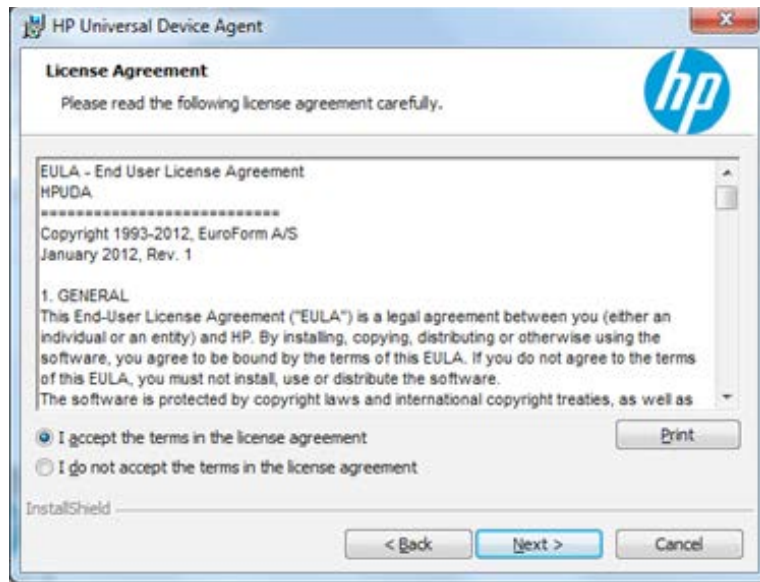 HP Universal Device Agent
License Agreement
Please read the following license agreement carefully.
hp
EULA - End User License Agreement
HPUDA
============================
Copyright 1993-2012, EuroForm A/S
January 2012, Rev. 1
1. GENERAL
This End-User License Agreement ("EULA") is a legal agreement between you (either an
individual or an entity) and HP. By installing, copying, distributing or otherwise using the
software, you agree to be bound by the terms of this EULA. If you do not agree to the terms
of this EULA, you must not install, use or distribute the software.
The software is protected by copyright laws and international copyright treaties, as well as
I accept the terms in the license agreement
Print
I do not accept the terms in the license agreement
InstallShield
< Back Next > Cancel